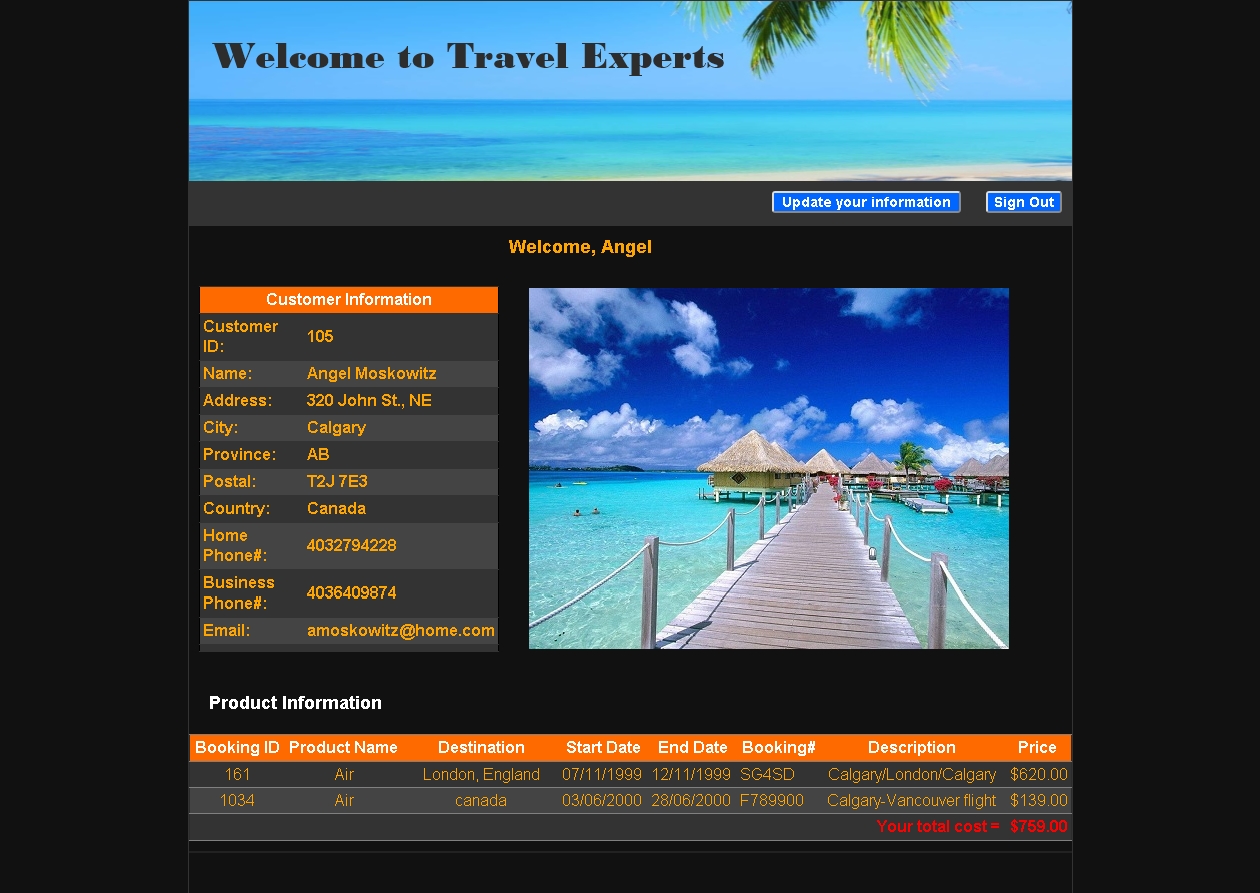 Welcome to Travel Experts
Update your information Sign Out
Welcome, Angel
Customer Information
Customer ID: 105
Name: Angel Moskowitz
Address: 320 John St., NE
City: Calgary
Province: AB
Postal: T2J 7E3
Country: Canada
Home Phone#: 4032794228
Business Phone#: 4036409874
Email: amoskowitz@home.com
Product Information
Booking ID Product Name Destination Start Date End Date Booking# Description Price
161 Air London, England 07/11/1999 12/11/1999 SG4SD Calgary/London/Calgary $620.00
1034 Air canada 03/06/2000 28/06/2000 F789900 Calgary-Vancouver flight $139.00
Your total cost = $759.00